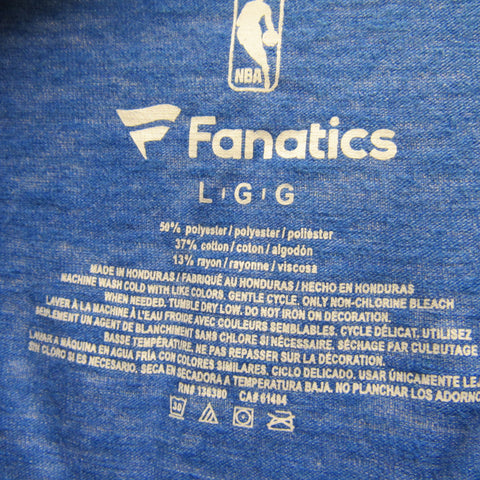 NBA
Fanatics
L G G
50% polyester / polyester / poliéster
37% cotton / coton / algodón
13% rayon / rayonne / viscosa
MADE IN HONDURAS / FABRIQUÉ AU HONDURAS / HECHO EN HONDURAS
MACHINE WASH COLD WITH LIKE COLORS. GENTLE CYCLE. ONLY NON-CHLORINE BLEACH
WHEN NEEDED. TUMBLE DRY LOW. DO NOT IRON ON DECORATION.
LAVER À LA MACHINE À L'EAU FROIDE AVEC COULEURS SEMBLABLES. CYCLE DÉLICAT. UTILISEZ
SEULEMENT UN AGENT DE BLANCHIMENT SANS CHLORE SI NÉCESSAIRE. SÉCHAGE PAR CULBUTAGE
BASSE TEMPÉRATURE. NE PAS REPASSER SUR LA DÉCORATION.
LAVAR A MÁQUINA EN AGUA FRÍA CON COLORES SIMILARES. CICLO DELICADO. USAR ÚNICAMENTE LEJ
SIN CLORO SI ES NECESARIO. SECA EN SECADORA A TEMPERATURA BAJA. NO PLANCHAR LOS ADORNO
RN# 138380 CA# 61484
30